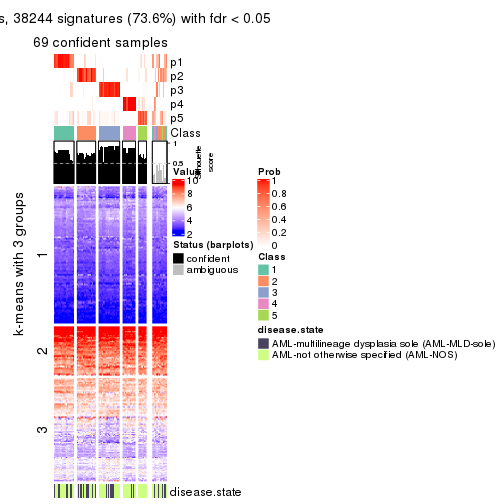 s, 38244 signatures (73.6%) with fdr < 0.05
69 confident samples
p1
p2
p3
p4
p5
Class
1
0.5
0
silhouette
score
k-means with 3 groups
1
2
3
disease.state
Value
10
8
6
4
2
Status (barplots)
confident
ambiguous
Prob
1
0.8
0.6
0.4
0.2
0
Class
1
2
3
4
5
disease.state
AML-multilineage dysplasia sole (AML-MLD-sole)
AML-not otherwise specified (AML-NOS)